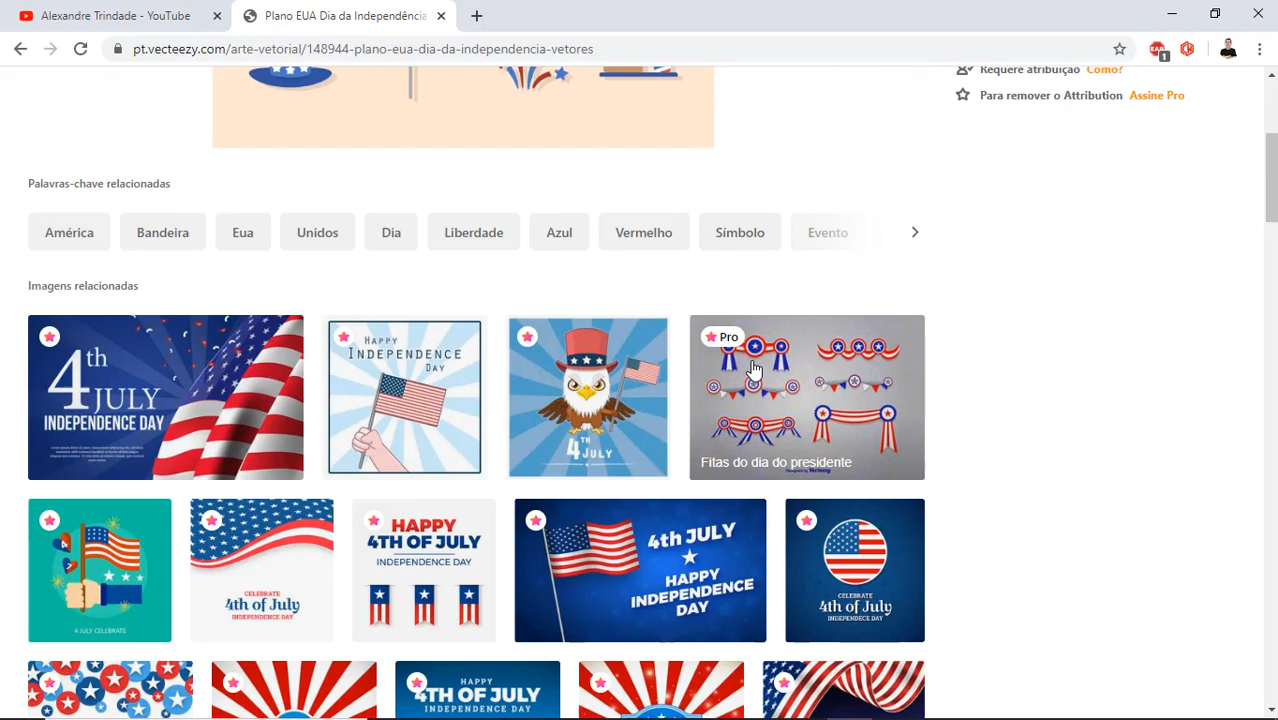 Alexandre Trindade - YouTube
Plano EUA Dia da Independência
pt.vecteezy.com/arte-vetorial/148944-plano-eua-dia-da-independencia-vetores
1
Requere atribuição Como?
Para remover o Attribution Assine Pro
Palavras-chave relacionadas
América Bandeira Eua Unidos Dia Liberdade Azul Vermelho Símbolo Evento
Imagens relacionadas
4th
JULY
INDEPENDENCE DAY
HAPPY
INDEPENDENCE
DAY
4TH
JULY
Pro
Fitas do dia do presidente
4 JULY CELEBRATE
CELEBRATE
4th of July
INDEPENDENCE DAY
HAPPY
4TH OF JULY
INDEPENDENCE DAY
4th JULY
HAPPY
INDEPENDENCE
DAY
CELEBRATE
4th of July
INDEPENDENCE DAY
HAPPY
4TH OF JULY